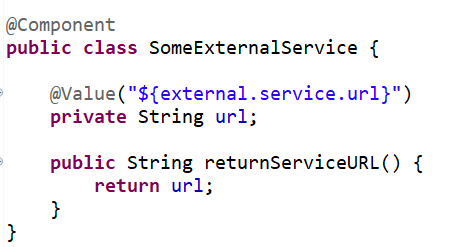 @Component
public class SomeExternalService {
@Value("${external.service.url}")
private String url;
public String returnServiceURL() {
return url;
}
}